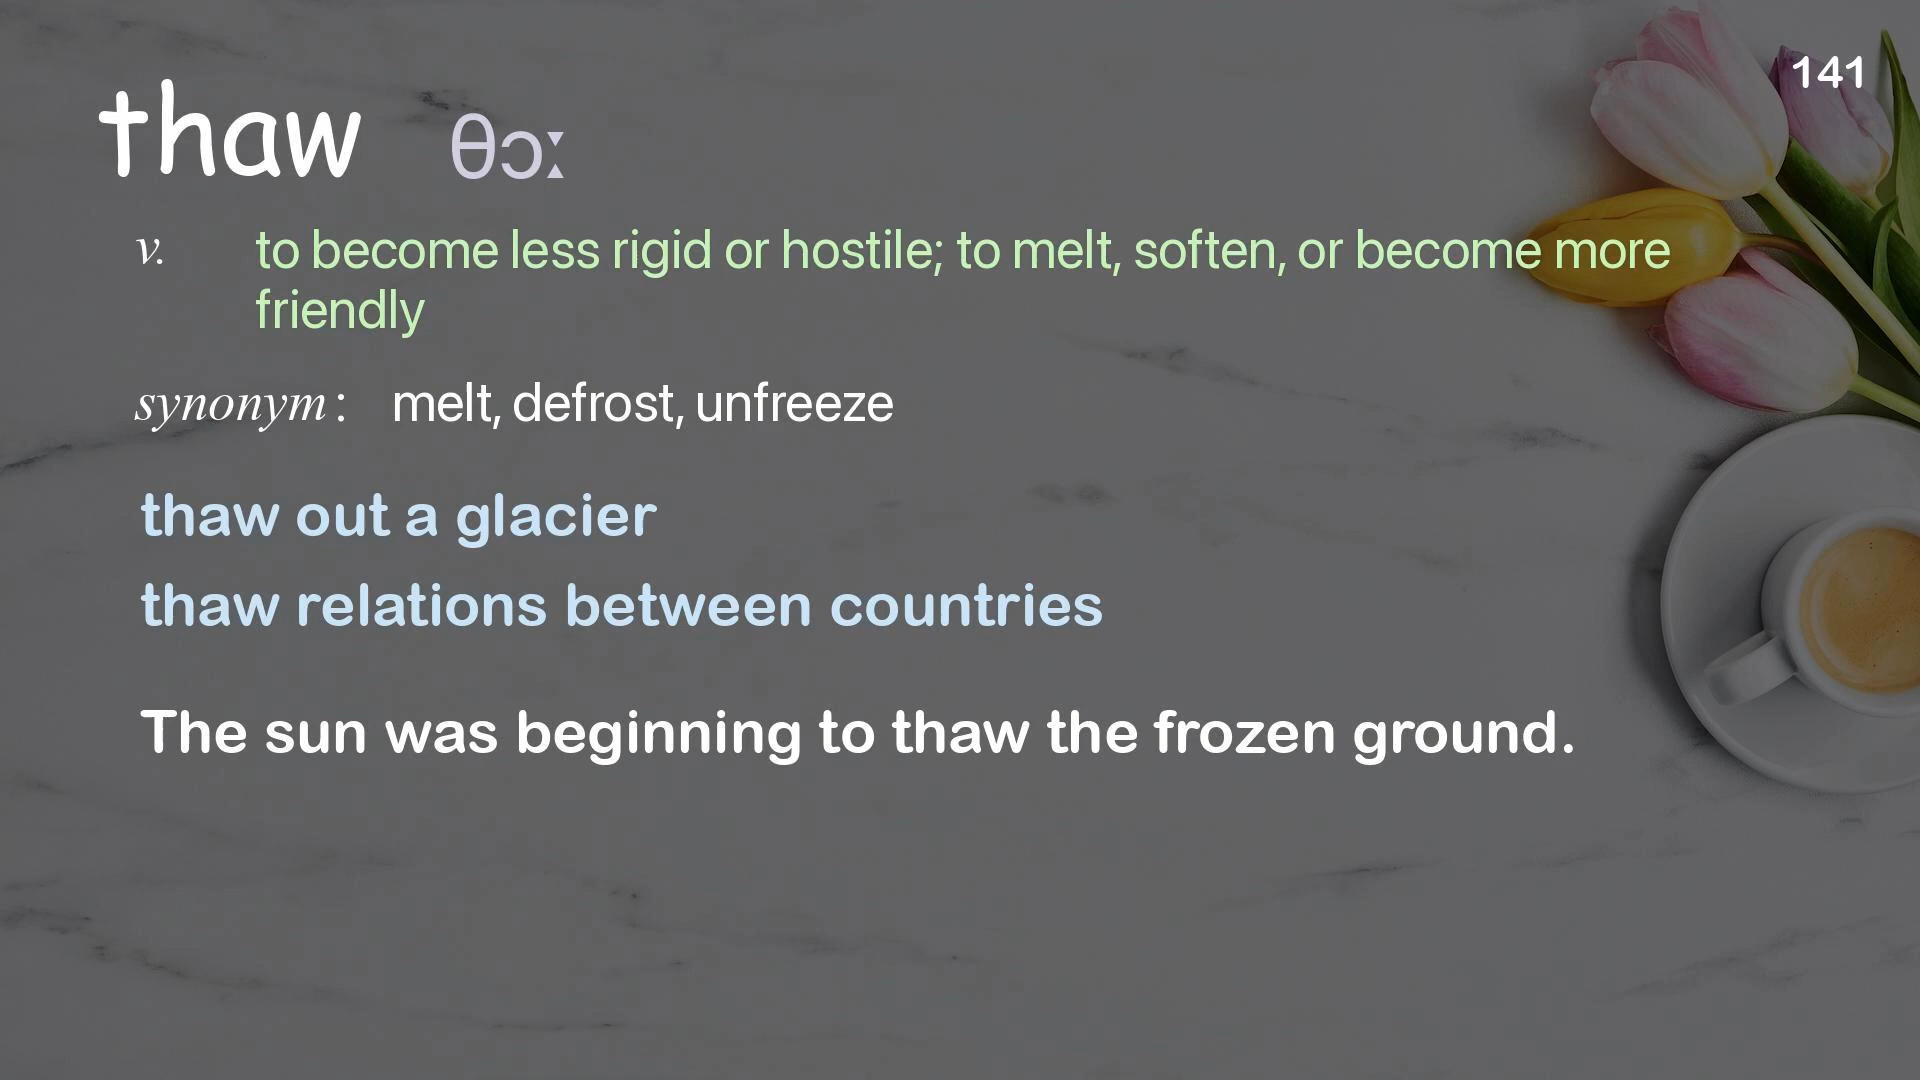 141
thaw θɔː
v. to become less rigid or hostile; to melt, soften, or become more
friendly
synonym: melt, defrost, unfreeze
thaw out a glacier
thaw relations between countries
The sun was beginning to thaw the frozen ground.